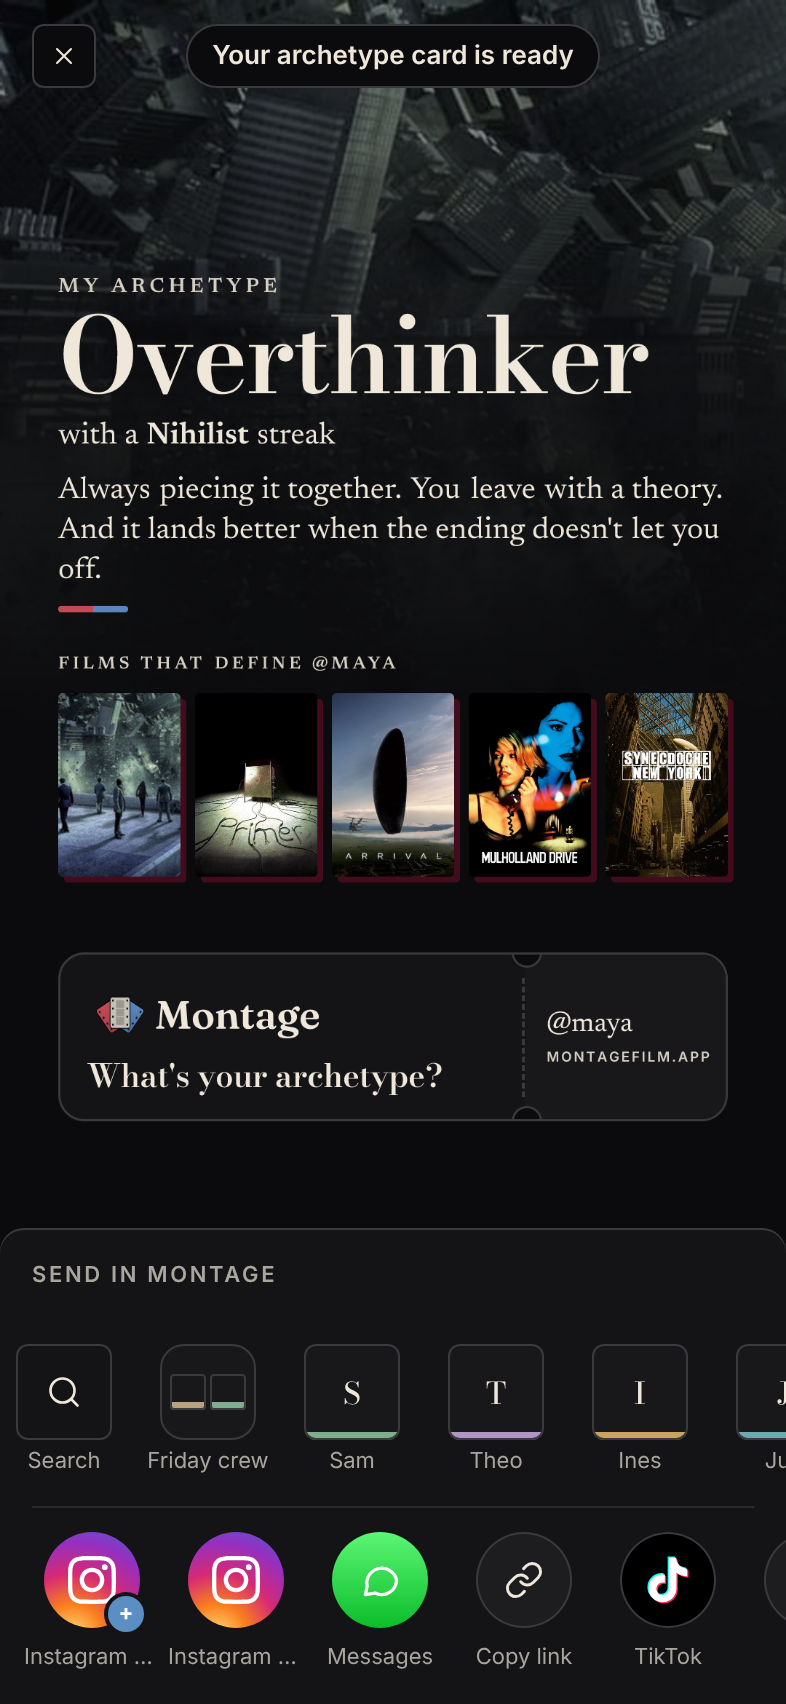 Your archetype card is ready
MY ARCHETYPE
Overthinker
with a Nihilist streak
Always piecing it together. You leave with a theory.
And it lands better when the ending doesn't let you
off.
FILMS THAT DEFINE @MAYA
Primer
ARRIVAL
MULHOLLAND DRIVE
SYNECDOCHE
NEW YORK
Montage
What's your archetype?
@maya
MONTAGEFILM.APP
SEND IN MONTAGE
S
T
I
J
Search
Friday crew
Sam
Theo
Ines
Ju
Instagram ...
Instagram ...
Messages
Copy link
TikTok